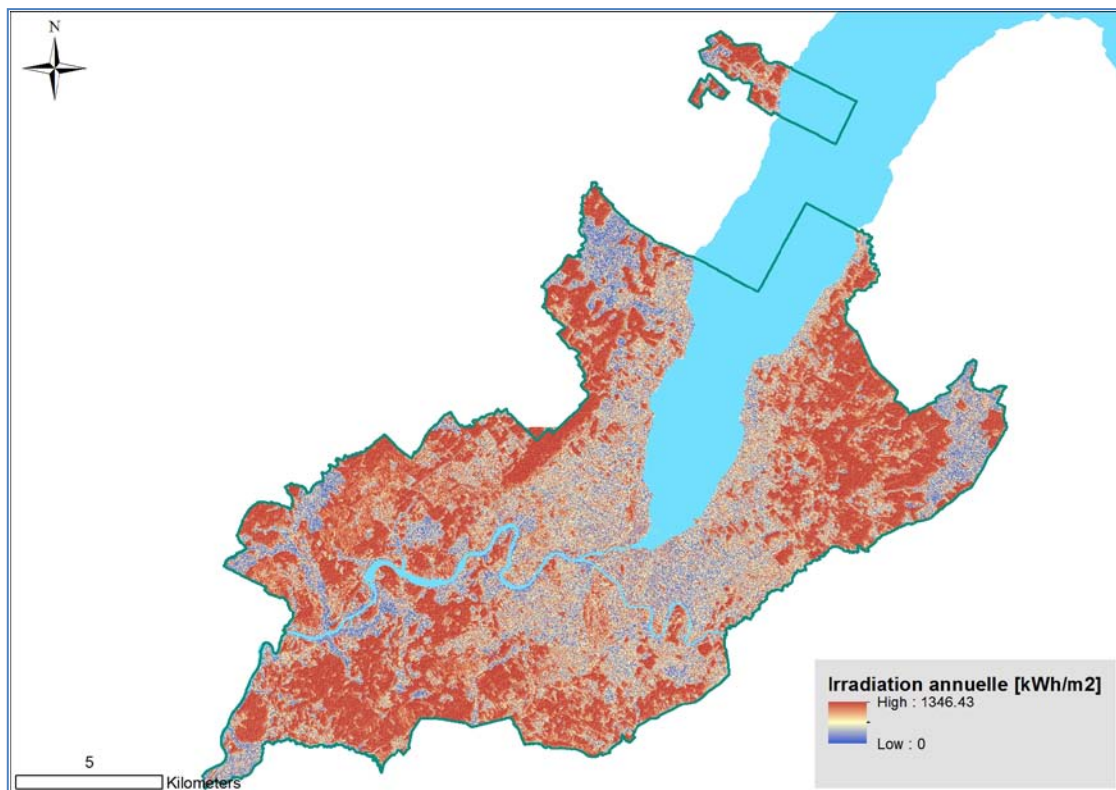 N
Irradiation annuelle [kWh/m2]
High : 1346.43
Low : 0
5
Kilometers